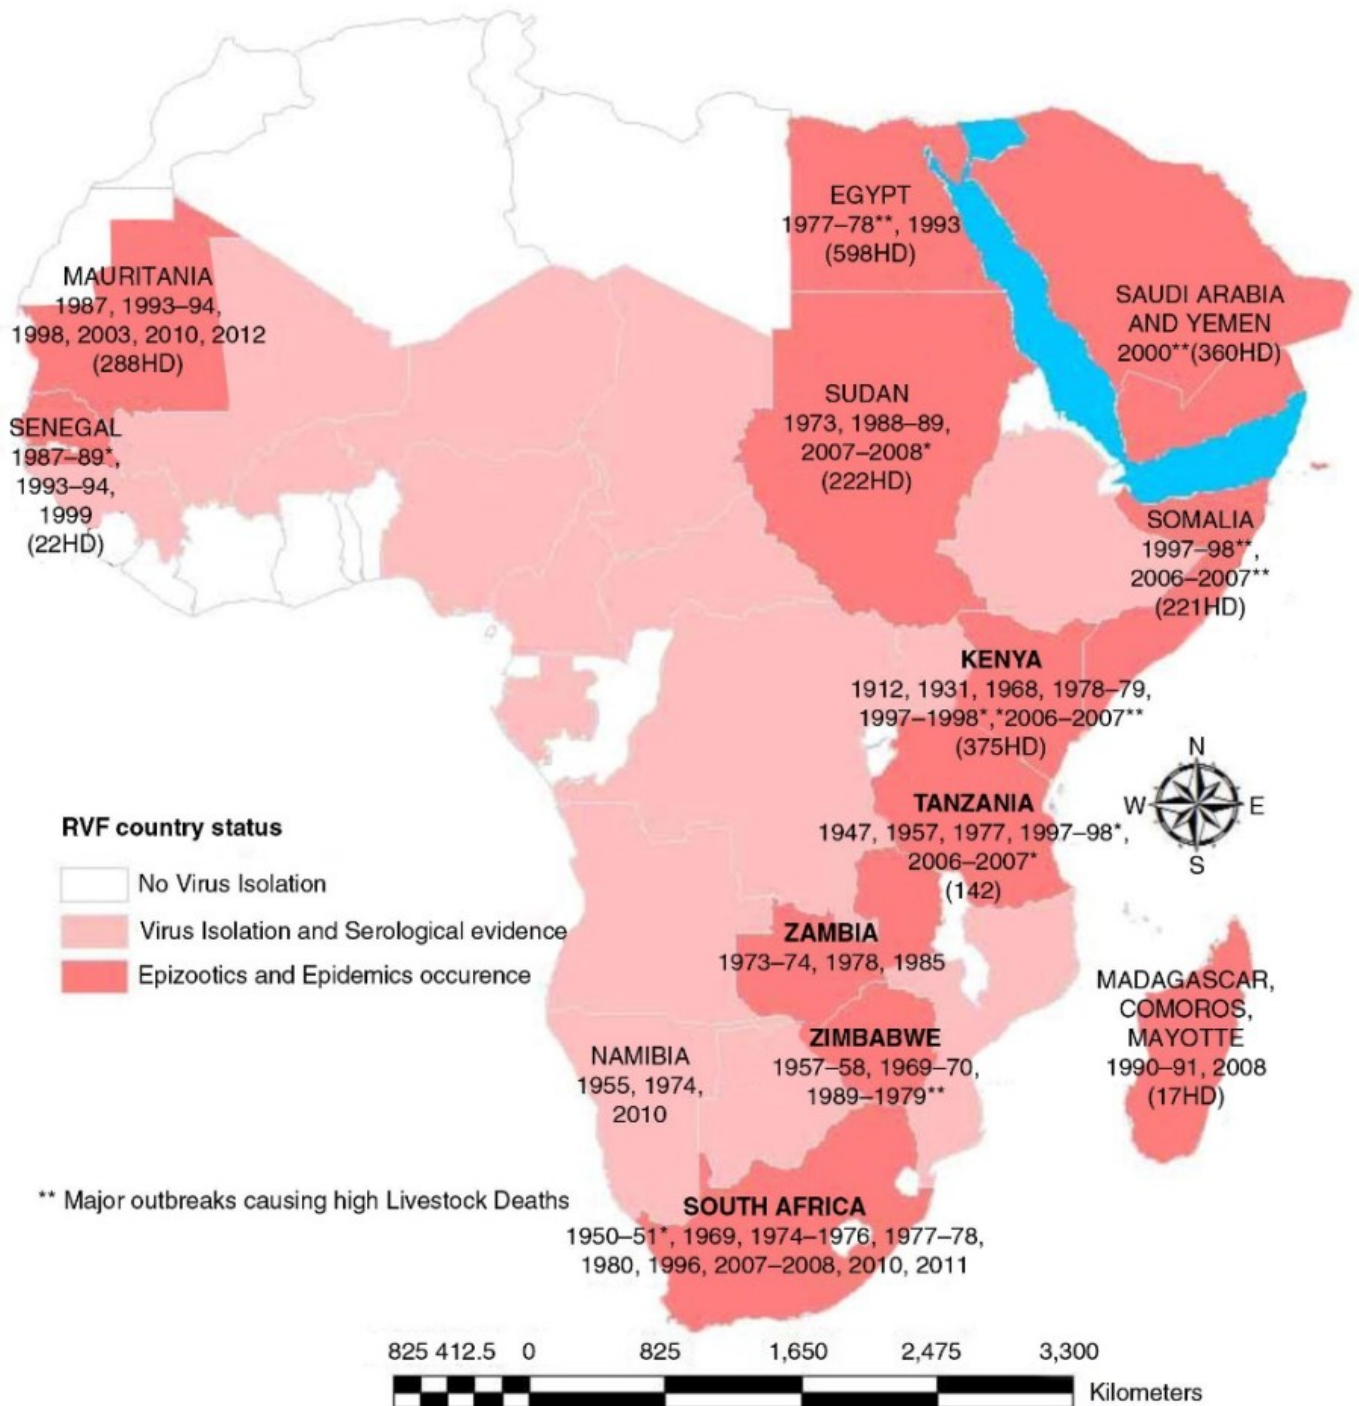 EGYPT
1977–78**, 1993
(598HD)
MAURITANIA
1987, 1993–94,
1998, 2003, 2010, 2012
(288HD)
SAUDI ARABIA
AND YEMEN
2000**(360HD)
SUDAN
1973, 1988–89,
2007–2008*
(222HD)
SENEGAL
1987–89*,
1993–94,
1999
(22HD)
SOMALIA
1997–98**,
2006–2007**
(221HD)
KENYA
1912, 1931, 1968, 1978–79,
1997–1998*,*2006–2007**
(375HD)
N
W E
S
TANZANIA
1947, 1957, 1977, 1997–98*,
2006–2007*
(142)
RVF country status
No Virus Isolation
Virus Isolation and Serological evidence
Epizootics and Epidemics occurence
ZAMBIA
1973–74, 1978, 1985
MADAGASCAR,
COMOROS,
MAYOTTE
1990–91, 2008
(17HD)
ZIMBABWE
1957–58, 1969–70,
1989–1979**
NAMIBIA
1955, 1974,
2010
** Major outbreaks causing high Livestock Deaths
SOUTH AFRICA
1950–51*, 1969, 1974–1976, 1977–78,
1980, 1996, 2007–2008, 2010, 2011
825 412.5 0 825 1,650 2,475 3,300
Kilometers